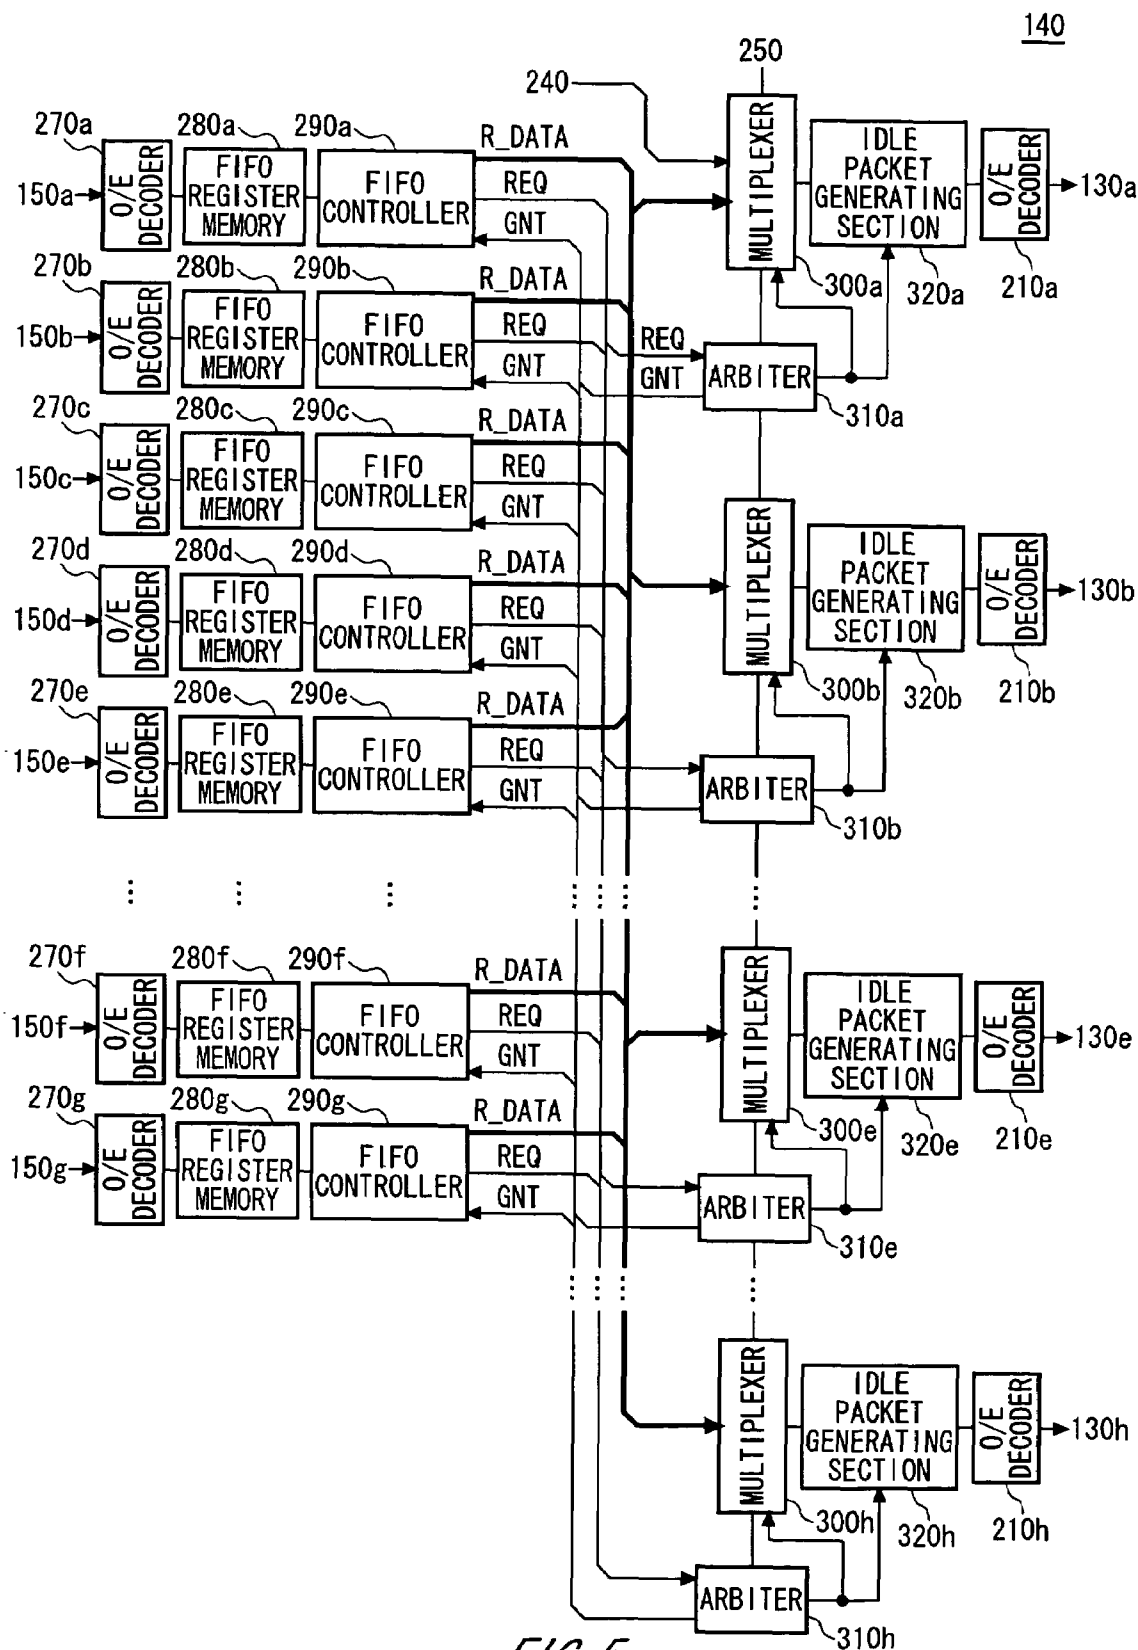 140
250
240
270a
280a
290a
R_DATA
150a
O/E
DECODER
FIFO
REGISTER
MEMORY
FIFO
CONTROLLER
REQ
GNT
MULTIPLEXER
IDLE
PACKET
GENERATING
SECTION
O/E
DECODER
130a
300a
320a
210a
270b
280b
290b
R_DATA
150b
O/E
DECODER
FIFO
REGISTER
MEMORY
FIFO
CONTROLLER
REQ
GNT
REQ
GNT
ARBITER
310a
270c
280c
290c
R_DATA
150c
O/E
DECODER
FIFO
REGISTER
MEMORY
FIFO
CONTROLLER
REQ
GNT
270d
280d
290d
R_DATA
150d
O/E
DECODER
FIFO
REGISTER
MEMORY
FIFO
CONTROLLER
REQ
GNT
MULTIPLEXER
IDLE
PACKET
GENERATING
SECTION
O/E
DECODER
130b
300b
320b
210b
270e
280e
290e
R_DATA
150e
O/E
DECODER
FIFO
REGISTER
MEMORY
FIFO
CONTROLLER
REQ
GNT
ARBITER
310b
270f
280f
290f
R_DATA
150f
O/E
DECODER
FIFO
REGISTER
MEMORY
FIFO
CONTROLLER
REQ
GNT
MULTIPLEXER
IDLE
PACKET
GENERATING
SECTION
O/E
DECODER
130e
300e
320e
210e
270g
280g
290g
R_DATA
150g
O/E
DECODER
FIFO
REGISTER
MEMORY
FIFO
CONTROLLER
REQ
GNT
ARBITER
310e
MULTIPLEXER
IDLE
PACKET
GENERATING
SECTION
O/E
DECODER
130h
300h
320h
210h
ARBITER
310h